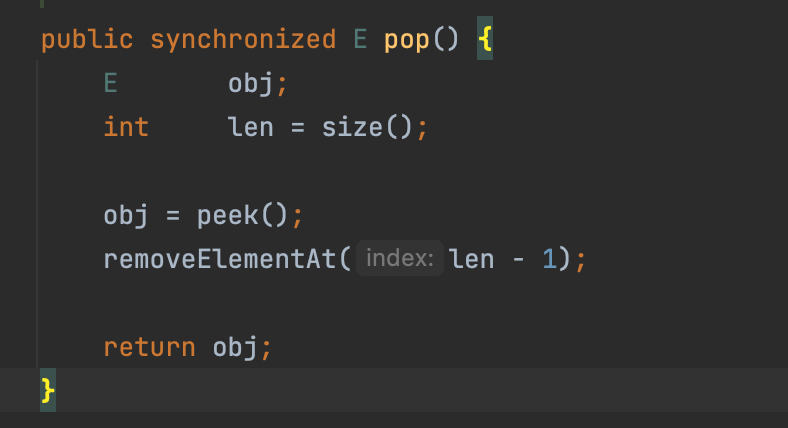 public synchronized E pop() {
    E       obj;
    int     len = size();
    obj = peek();
    removeElementAt( index: len - 1);
    return obj;
}